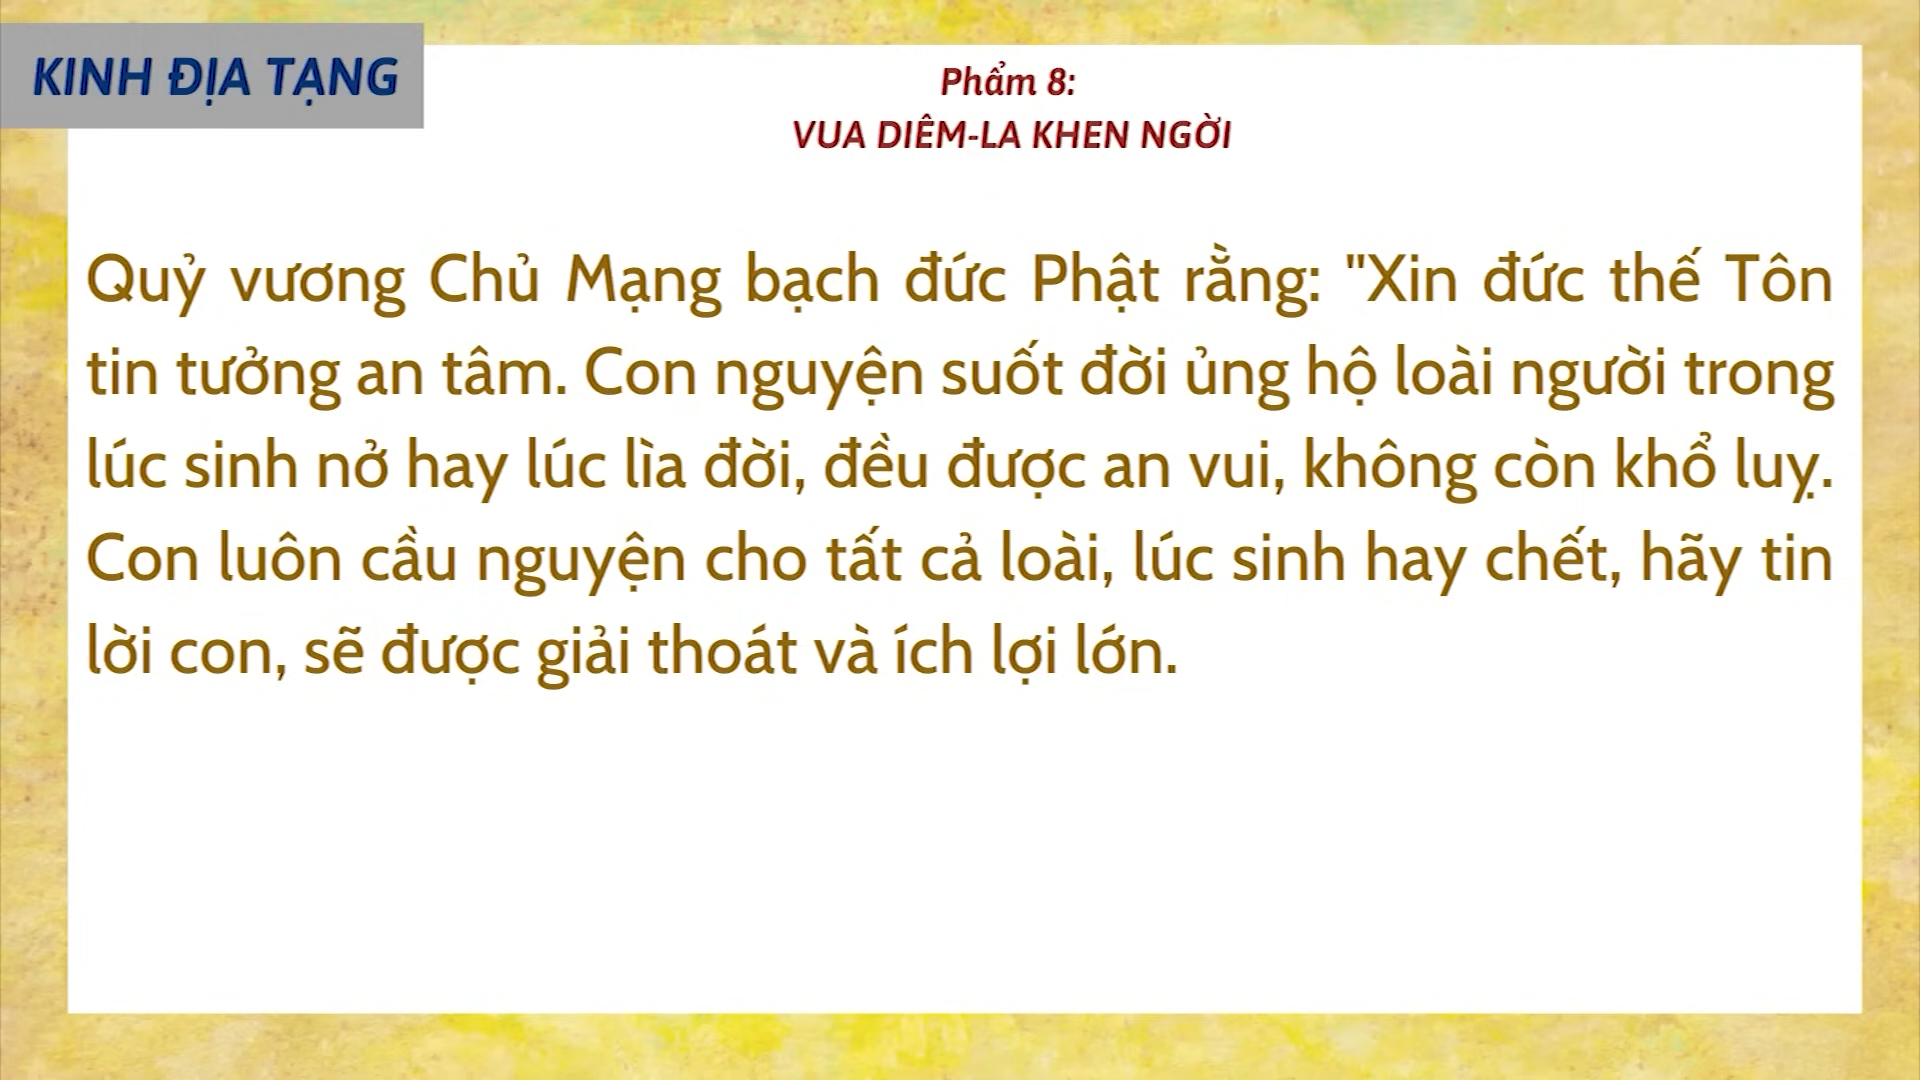 KINH ĐỊA TẠNG
Phẩm 8:
VUA DIÊM-LA KHEN NGỜI
Quỷ vương Chủ Mạng bạch đức Phật rằng: "Xin đức thế Tôn
tin tưởng an tâm. Con nguyện suốt đời ủng hộ loài người trong
lúc sinh nở hay lúc lìa đời, đều được an vui, không còn khổ luỵ.
Con luôn cầu nguyện cho tất cả loài, lúc sinh hay chết, hãy tin
lời con, sẽ được giải thoát và ích lợi lớn.